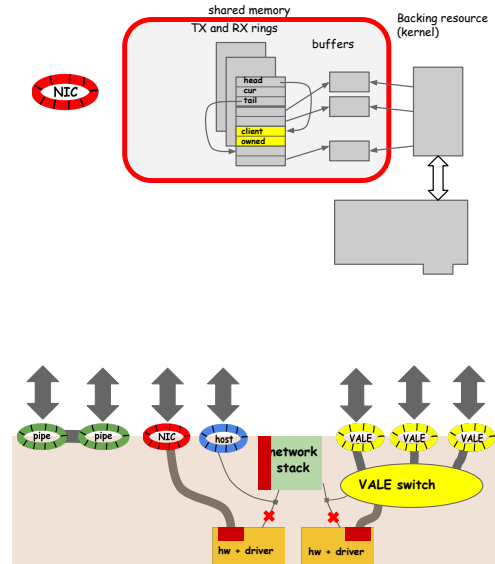 shared memory
TX and RX rings
buffers
Backing resource
(kernel)
NIC
head
cur
tail
client
owned
pipe
pipe
NIC
host
network
stack
VALE
VALE
VALE
VALE switch
hw + driver
hw + driver